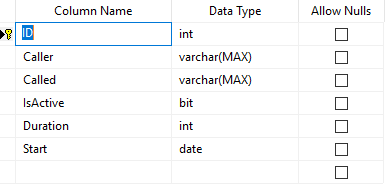 Column Name Data Type Allow Nulls
ID int
Caller varchar(MAX)
Called varchar(MAX)
IsActive bit
Duration int
Start date